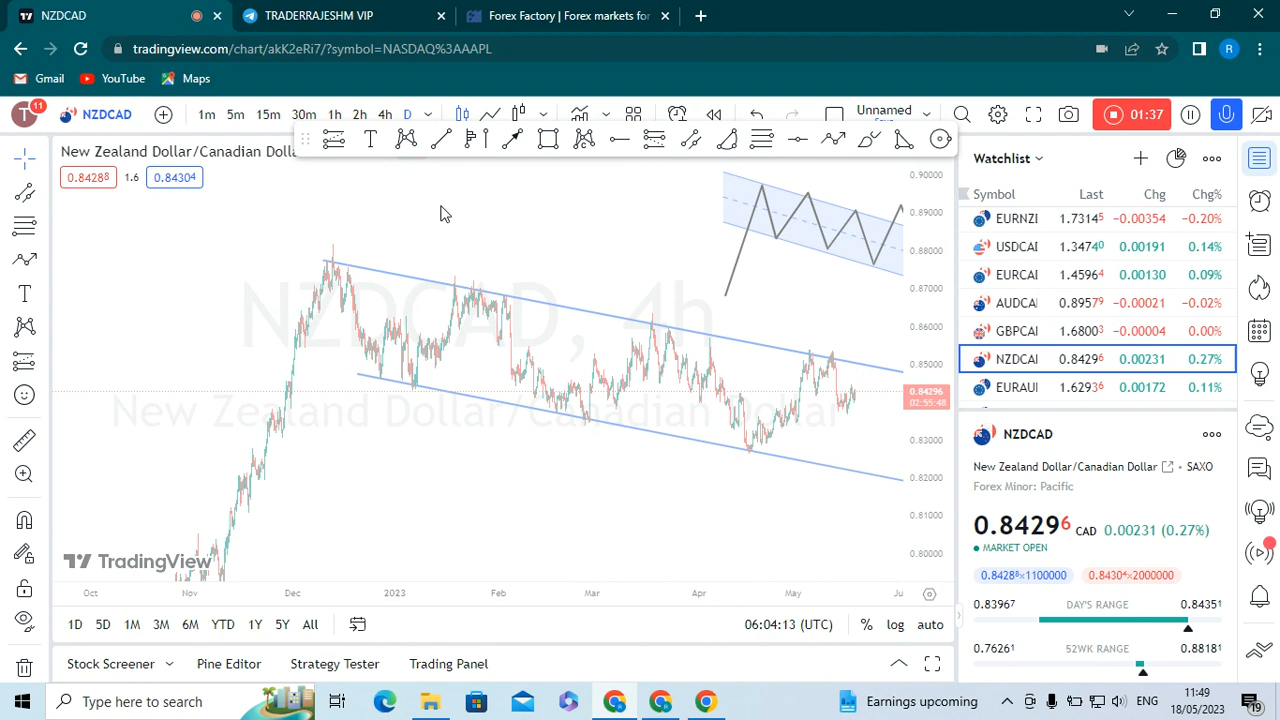 NZDCAD
TRADERRAJESHM VIP
Forex Factory | Forex markets for
tradingview.com/chart/akK2eRi7/?symbol=NASDAQ%3AAAPL
R
Gmail YouTube Maps
T 11 NZDCAD 1m 5m 15m 30m 1h 2h 4h D Unnamed 01:37
New Zealand Dollar/Canadian Dolla
0.84288 1.6 0.84304
NZDCAD, 4h
New Zealand Dollar/Canadian Dollar
0.90000
0.89000
0.88000
0.87000
0.86000
0.85000
0.84296
02:55:48
0.83000
0.82000
0.81000
0.80000
TradingView
Oct Nov Dec 2023 Feb Mar Apr May Ju
1D 5D 1M 3M 6M YTD 1Y 5Y All 06:04:13 (UTC) % log auto
Stock Screener Pine Editor Strategy Tester Trading Panel
Watchlist
Symbol Last Chg Chg%
EURNZI 1.73145 −0.00354 −0.20%
USDCAI 1.34740 0.00191 0.14%
EURCAI 1.45964 0.00130 0.09%
AUDCAI 0.89579 −0.00021 −0.02%
GBPCAI 1.68003 −0.00004 0.00%
NZDCAI 0.84296 0.00231 0.27%
EURAUI 1.62936 0.00172 0.11%
NZDCAD
New Zealand Dollar/Canadian Dollar • SAXO
Forex Minor: Pacific
0.84296 CAD 0.00231 (0.27%)
MARKET OPEN
0.84288×1100000 0.84304×2000000
0.83967 DAY'S RANGE 0.84351
0.76261 52WK RANGE 0.88181
Type here to search
Earnings upcoming
ENG
11:49
18/05/2023
19